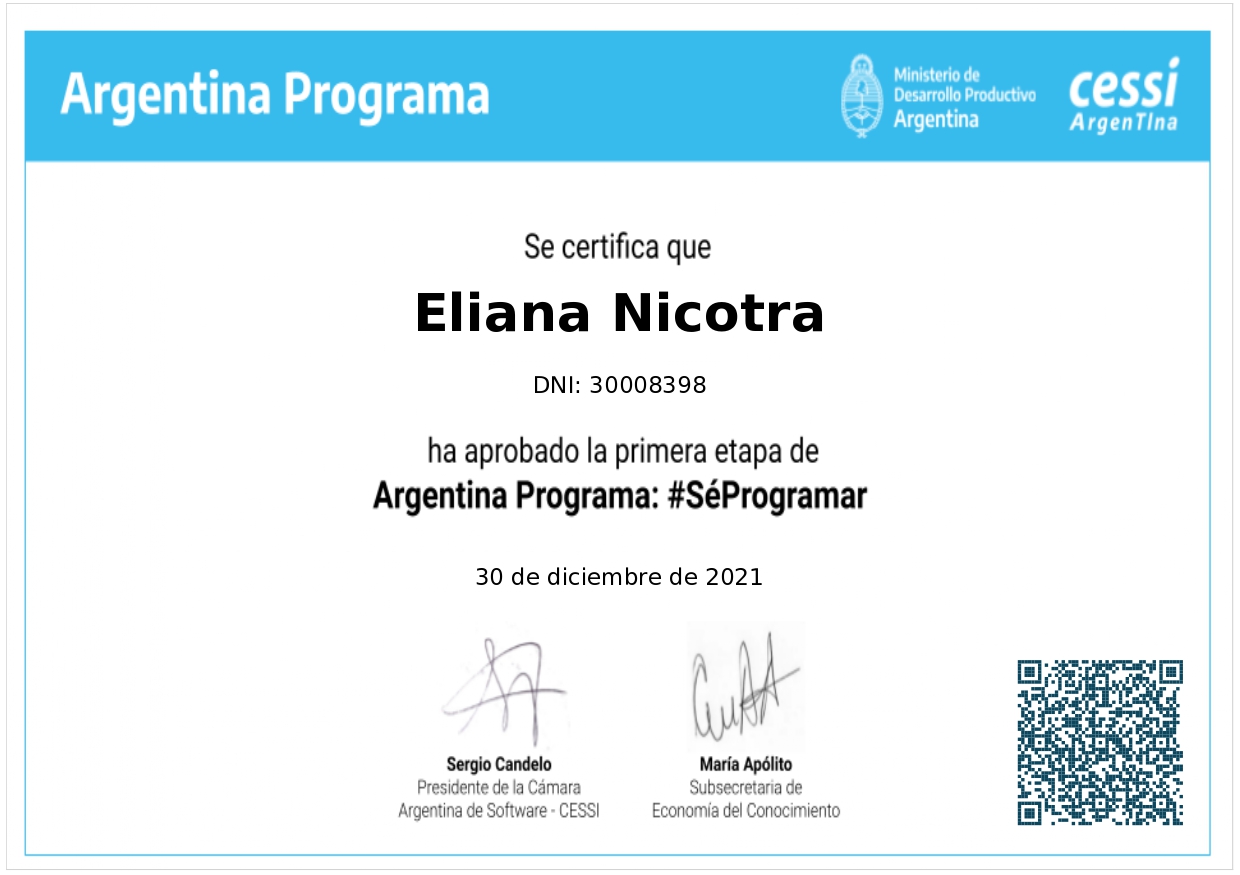 Argentina Programa
Ministerio de
Desarrollo Productivo
Argentina
cessi
ArgenTIna
Se certifica que
Eliana Nicotra
DNI: 30008398
ha aprobado la primera etapa de
Argentina Programa: #SéProgramar
30 de diciembre de 2021
Sergio Candelo
Presidente de la Cámara
Argentina de Software - CESSI
María Apólito
Subsecretaria de
Economía del Conocimiento